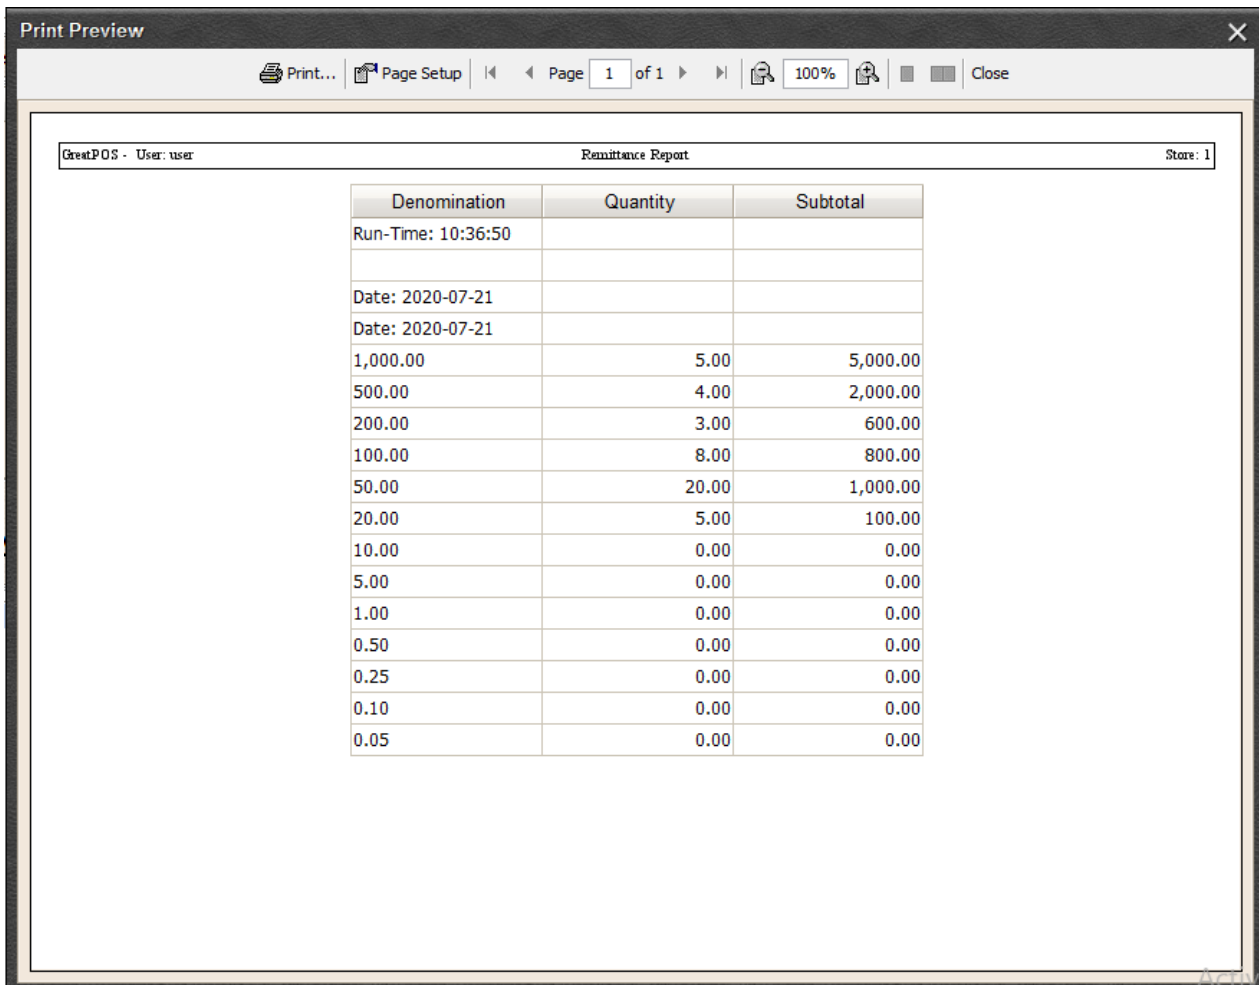 Print Preview
Print... Page Setup Page 1 of 1 100% Close
GreatPOS - User: user Remittance Report Store: 1
Denomination Quantity Subtotal
Run-Time: 10:36:50
Date: 2020-07-21
Date: 2020-07-21
1,000.00 5.00 5,000.00
500.00 4.00 2,000.00
200.00 3.00 600.00
100.00 8.00 800.00
50.00 20.00 1,000.00
20.00 5.00 100.00
10.00 0.00 0.00
5.00 0.00 0.00
1.00 0.00 0.00
0.50 0.00 0.00
0.25 0.00 0.00
0.10 0.00 0.00
0.05 0.00 0.00